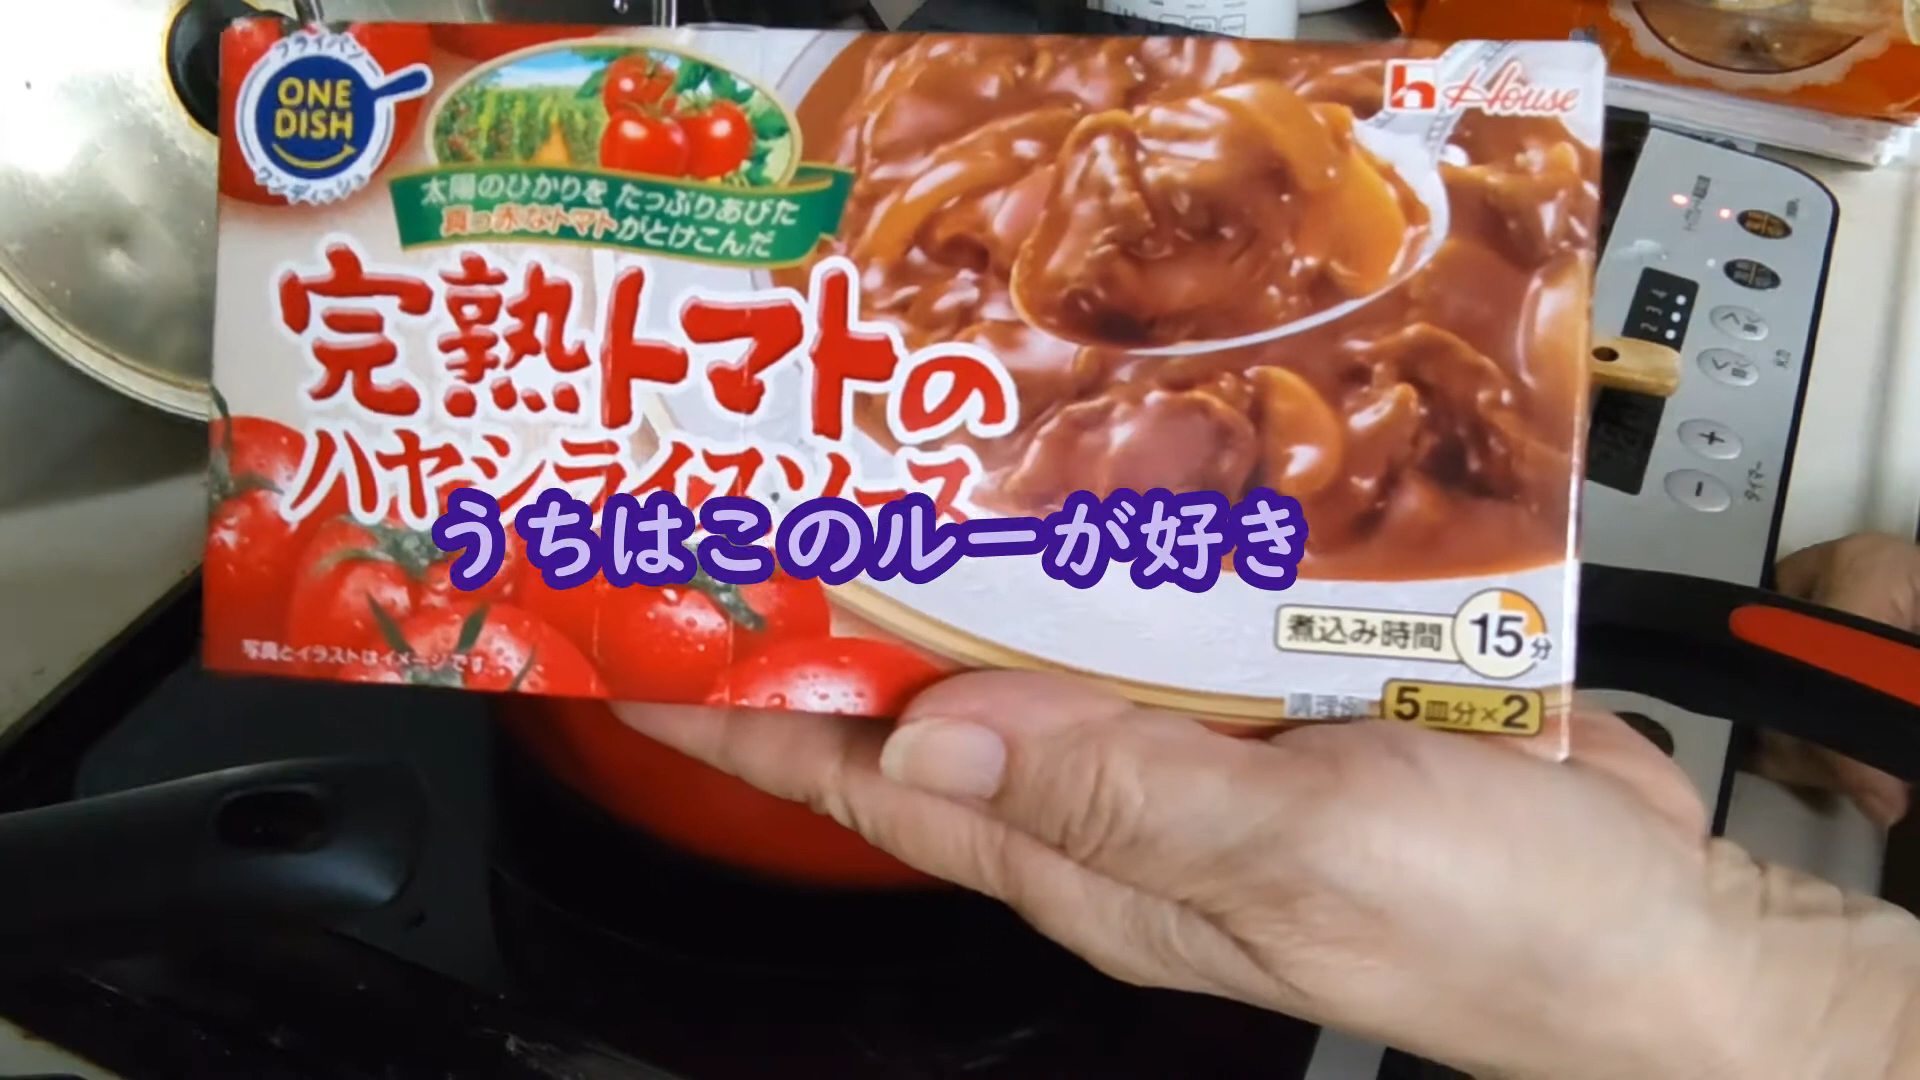 フライパン
ONE
DISH
ワンディッシュ
太陽のひかりを たっぷりあびた
真っ赤なトマトがとけこんだ
House
完熟トマトの
ハヤシライスソース
うちはこのルーが好き
写真とイラストはイメージです
煮込み時間 15分
5皿分×2
タイマー